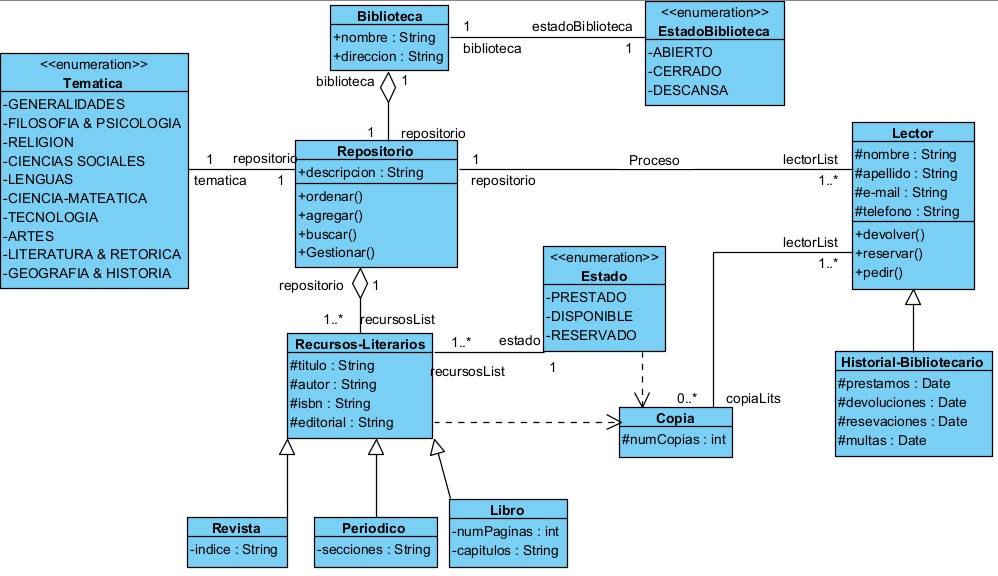 Biblioteca
+nombre : String
+direccion : String
1
estadoBiblioteca
biblioteca
1
<<enumeration>>
EstadoBiblioteca
-ABIERTO
-CERRADO
-DESCANSA
<<enumeration>>
Tematica
-GENERALIDADES
-FILOSOFIA & PSICOLOGIA
-RELIGION
-CIENCIAS SOCIALES
-LENGUAS
-CIENCIA-MATEATICA
-TECNOLOGIA
-ARTES
-LITERATURA & RETORICA
-GEOGRAFIA & HISTORIA
biblioteca
1
1
repositorio
1
repositorio
tematica
1
Repositorio
+descripcion : String
+ordenar()
+agregar()
+buscar()
+Gestionar()
1
Proceso
lectorList
repositorio
1..*
Lector
#nombre : String
#apellido : String
#e-mail : String
#telefono : String
+devolver()
+reservar()
+pedir()
lectorList
1..*
repositorio
1
1..*
recursosList
<<enumeration>>
Estado
-PRESTADO
-DISPONIBLE
-RESERVADO
Recursos-Literarios
#titulo : String
#autor : String
#isbn : String
#editorial : String
1..*
estado
recursosList
1
Historial-Bibliotecario
#prestamos : Date
#devoluciones : Date
#resevaciones : Date
#multas : Date
0..*
copiaLits
Copia
#numCopias : int
Revista
-indice : String
Periodico
-secciones : String
Libro
-numPaginas : int
-capitulos : String